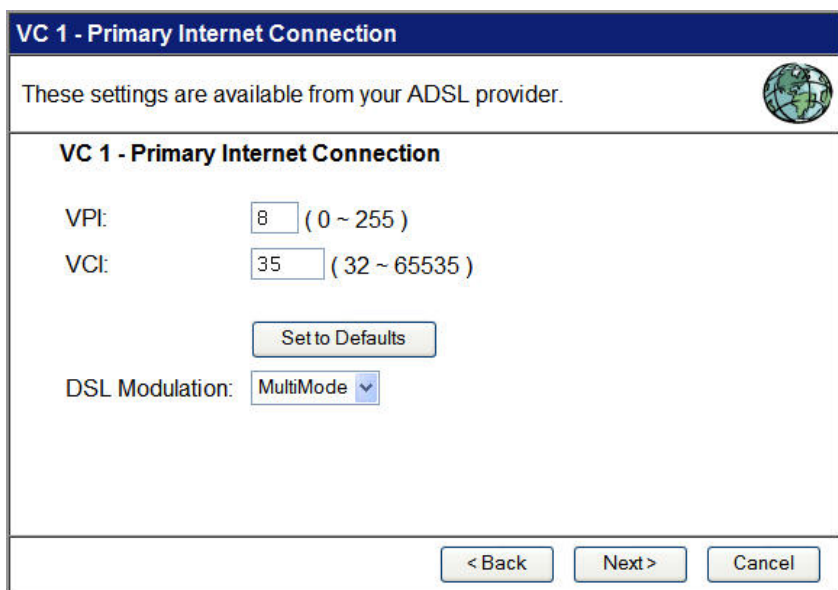 VC 1 - Primary Internet Connection
These settings are available from your ADSL provider.
VC 1 - Primary Internet Connection
VPI: 8 ( 0 ~ 255 )
VCI: 35 ( 32 ~ 65535 )
Set to Defaults
DSL Modulation: MultiMode
< Back Next > Cancel